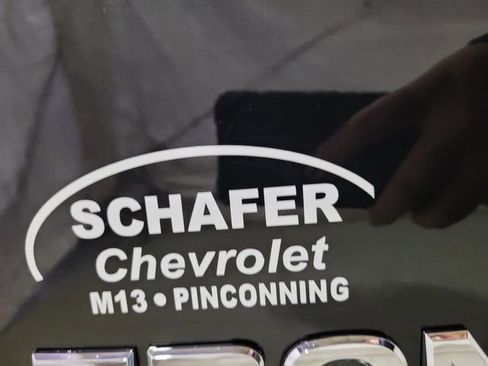 SCHAFER
Chevrolet
M13 • PINCONNING